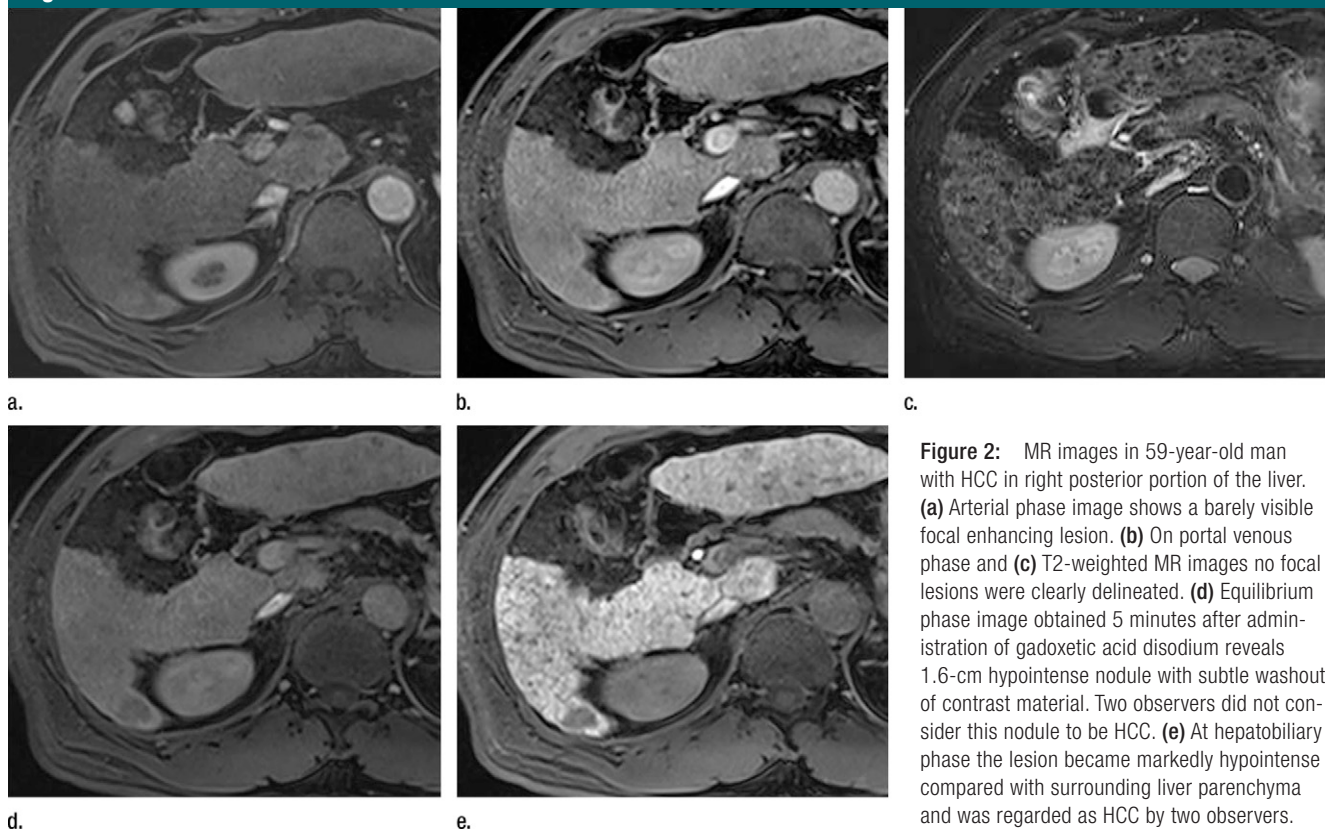 a.
b.
c.
d.
e.
Figure 2: MR images in 59-year-old man
with HCC in right posterior portion of the liver.
(a) Arterial phase image shows a barely visible
focal enhancing lesion. (b) On portal venous
phase and (c) T2-weighted MR images no focal
lesions were clearly delineated. (d) Equilibrium
phase image obtained 5 minutes after admin-
istration of gadoxetic acid disodium reveals
1.6-cm hypointense nodule with subtle washout
of contrast material. Two observers did not con-
sider this nodule to be HCC. (e) At hepatobiliary
phase the lesion became markedly hypointense
compared with surrounding liver parenchyma
and was regarded as HCC by two observers.